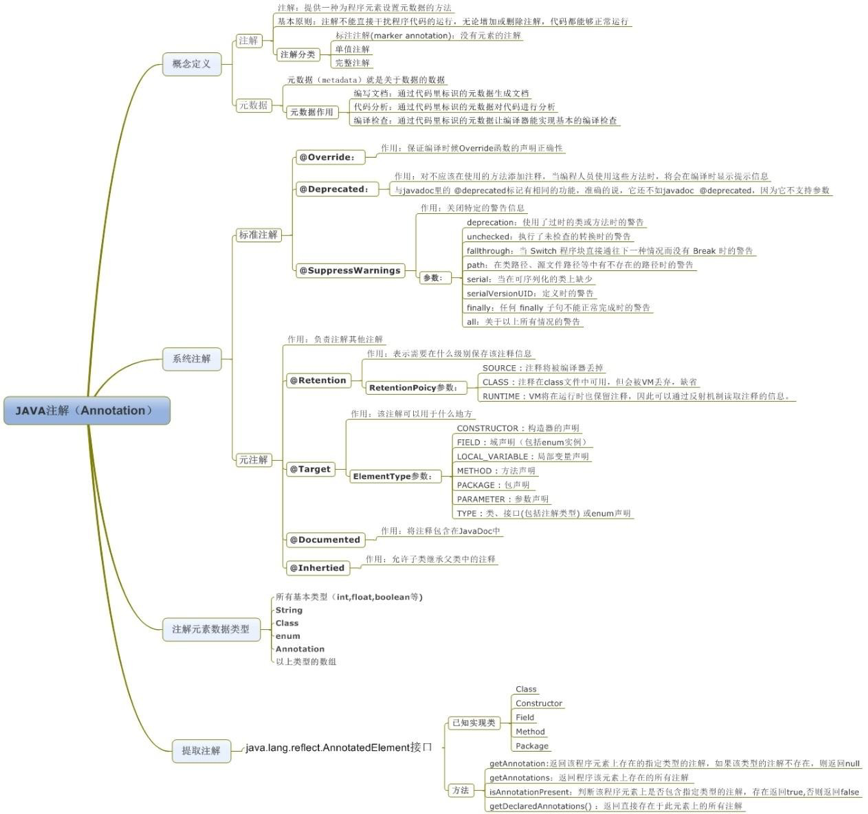 JAVA注解（Annotation）
概念定义
注解
注解：提供一种为程序元素设置元数据的方法
基本原则：注解不能直接干扰程序代码的运行，无论增加或删除注解，代码都能够正常运行
注解分类
标注注解(marker annotation)：没有元素的注解
单值注解
完整注解
元数据
元数据（metadata）就是关于数据的数据
元数据作用
编写文档：通过代码里标识的元数据生成文档
代码分析：通过代码里标识的元数据对代码进行分析
编译检查：通过代码里标识的元数据让编译器能实现基本的编译检查
系统注解
标准注解
@Override：
作用：保证编译时候Override函数的声明正确性
@Deprecated：
作用：对不应该在使用的方法添加注释，当编程人员使用这些方法时，将会在编译时显示提示信息
与javadoc里的 @deprecated标记有相同的功能，准确的说，它还不如javadoc @deprecated，因为它不支持参数
@SuppressWarnings
作用：关闭特定的警告信息
参数：
deprecation：使用了过时的类或方法时的警告
unchecked：执行了未检查的转换时的警告
fallthrough：当 Switch 程序块直接通往下一种情况而没有 Break 时的警告
path：在类路径、源文件路径等中有不存在的路径时的警告
serial：当在可序列化的类上缺少
serialVersionUID：定义时的警告
finally：任何 finally 子句不能正常完成时的警告
all：关于以上所有情况的警告
元注解
作用：负责注解其他注解
@Retention
作用：表示需要在什么级别保存该注释信息
RetentionPoicy参数：
SOURCE：注释将被编译器丢掉
CLASS：注释在class文件中可用，但会被VM丢弃，缺省
RUNTIME：VM将在运行时也保留注释，因此可以通过反射机制读取注释的信息。
@Target
作用：该注解可以用于什么地方
ElementType参数：
CONSTRUCTOR：构造器的声明
FIELD：域声明（包括enum实例）
LOCAL_VARIABLE：局部变量声明
METHOD：方法声明
PACKAGE：包声明
PARAMETER：参数声明
TYPE：类、接口(包括注解类型) 或enum声明
@Documented
作用：将注释包含在JavaDoc中
@Inhertied
作用：允许子类继承父类中的注释
注解元素数据类型
所有基本类型（int,float,boolean等)
String
Class
enum
Annotation
以上类型的数组
提取注解
java.lang.reflect.AnnotatedElement接口
已知实现类
Class
Constructor
Field
Method
Package
方法
getAnnotation:返回该程序元素上存在的指定类型的注解，如果该类型的注解不存在，则返回null
getAnnotations：返回程序该元素上存在的所有注解
isAnnotationPresent：判断该程序元素上是否包含指定类型的注解，存在返回true,否则返回false
getDeclaredAnnotations()：返回直接存在于此元素上的所有注解